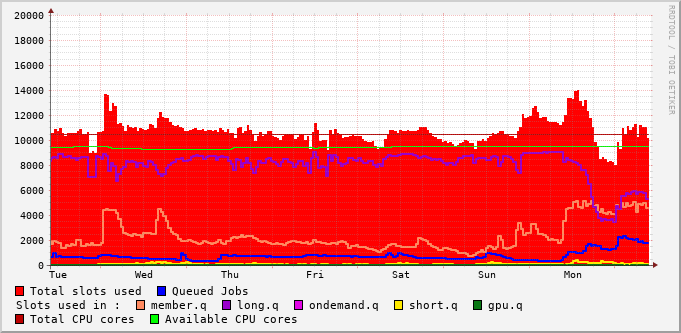 20000
18000
16000
14000
12000
10000
8000
6000
4000
2000
0
Tue Wed Thu Fri Sat Sun Mon
RRDTOOL / TOBI OETIKER
Total slots used Queued Jobs
Slots used in : member.q long.q ondemand.q short.q gpu.q
Total CPU cores Available CPU cores